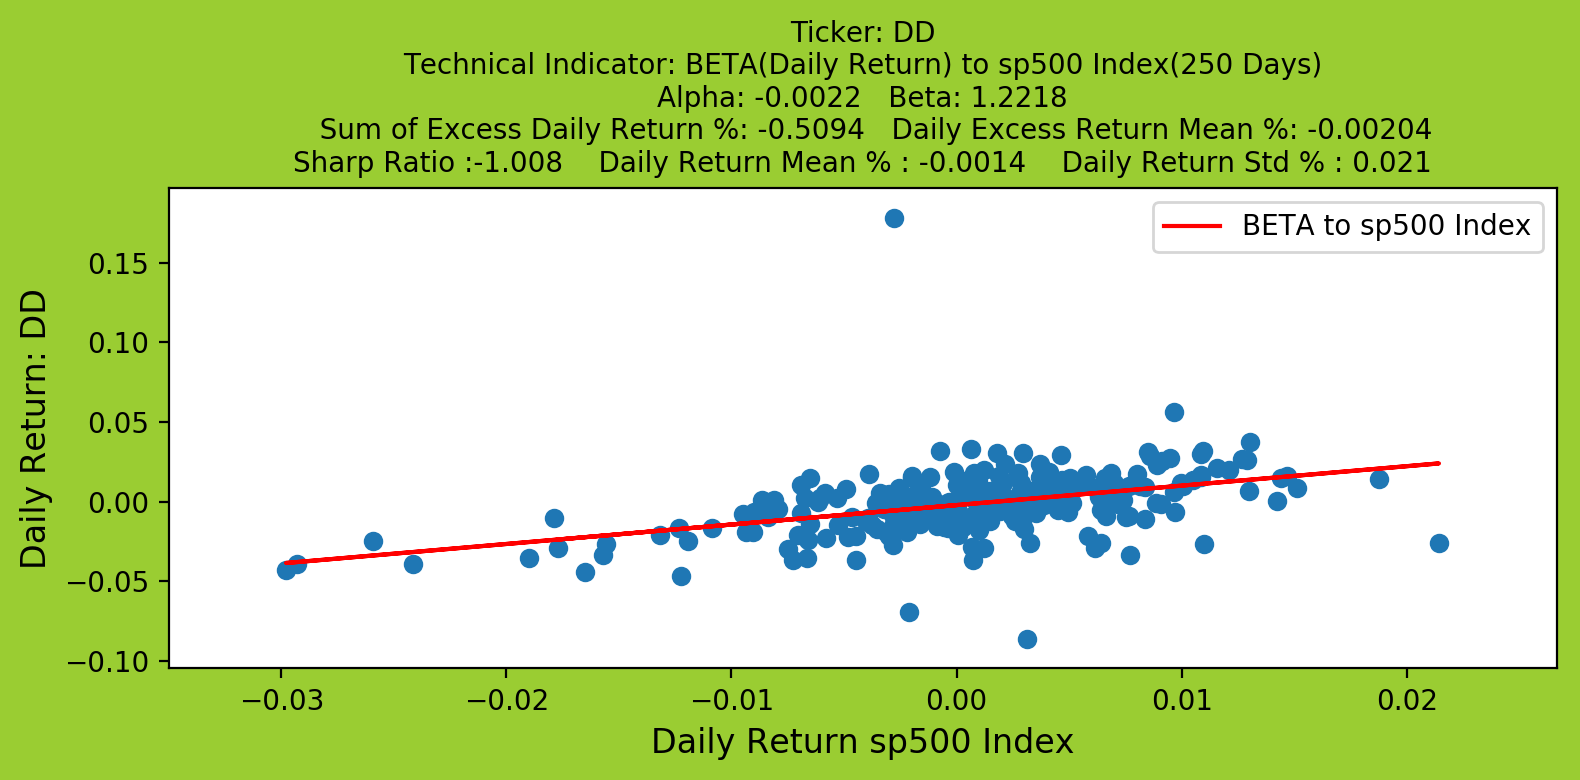 Ticker: DD
Technical Indicator: BETA(Daily Return) to sp500 Index(250 Days)
Alpha: -0.0022   Beta: 1.2218
Sum of Excess Daily Return %: -0.5094   Daily Excess Return Mean %: -0.00204
Sharp Ratio :-1.008    Daily Return Mean % : -0.0014    Daily Return Std % : 0.021
BETA to sp500 Index
Daily Return: DD
0.15
0.10
0.05
0.00
−0.05
−0.10
−0.03 −0.02 −0.01 0.00 0.01 0.02
Daily Return sp500 Index